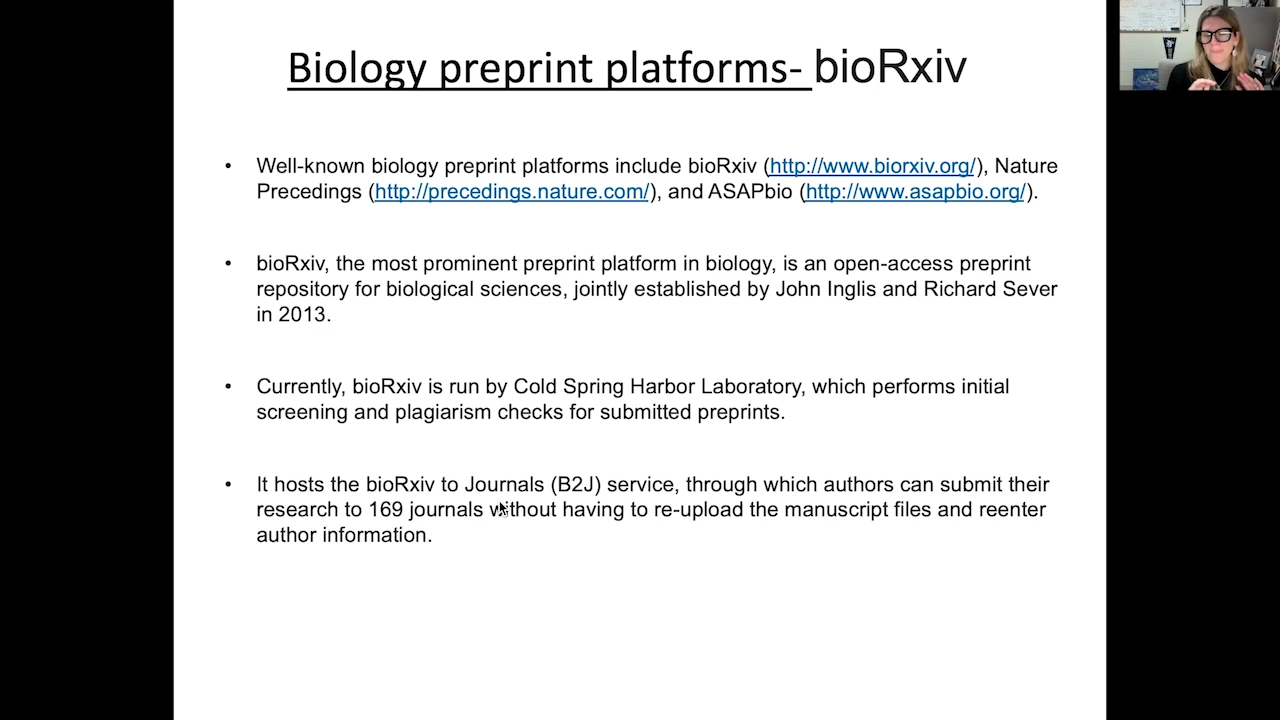 Biology preprint platforms- bioRxiv
• Well-known biology preprint platforms include bioRxiv (http://www.biorxiv.org/), Nature
Precedings (http://precedings.nature.com/), and ASAPbio (http://www.asapbio.org/).
• bioRxiv, the most prominent preprint platform in biology, is an open-access preprint
repository for biological sciences, jointly established by John Inglis and Richard Sever
in 2013.
• Currently, bioRxiv is run by Cold Spring Harbor Laboratory, which performs initial
screening and plagiarism checks for submitted preprints.
• It hosts the bioRxiv to Journals (B2J) service, through which authors can submit their
research to 169 journals without having to re-upload the manuscript files and reenter
author information.